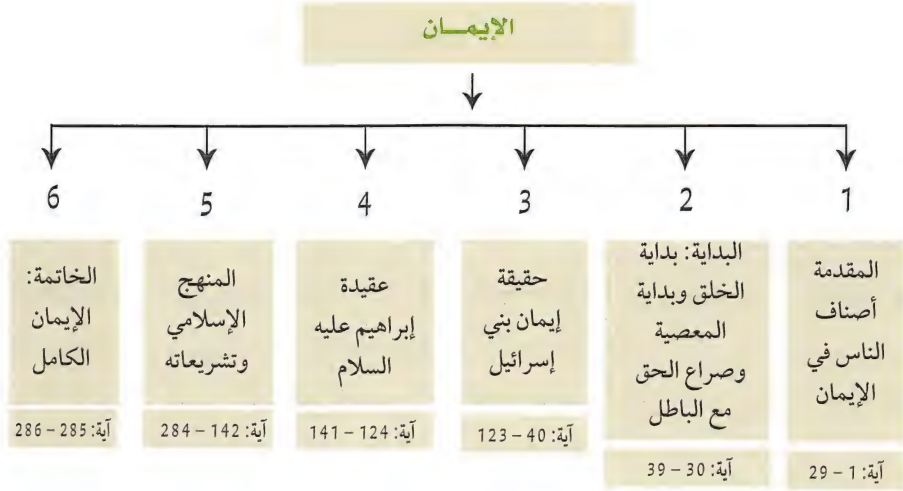 الإيمــان
1
المقدمة
أصناف
الناس في
الإيمان
آية: 1 – 29
2
البداية: بداية
الخلق وبداية
المعصية
وصراع الحق
مع الباطل
آية: 30 – 39
3
حقيقة
إيمان بني
إسرائيل
آية: 40 – 123
4
عقيدة
إبراهيم عليه
السلام
آية: 124 – 141
5
المنهج
الإسلامي
وتشريعاته
آية: 142 – 284
6
الخاتمة:
الإيمان
الكامل
آية: 285 – 286